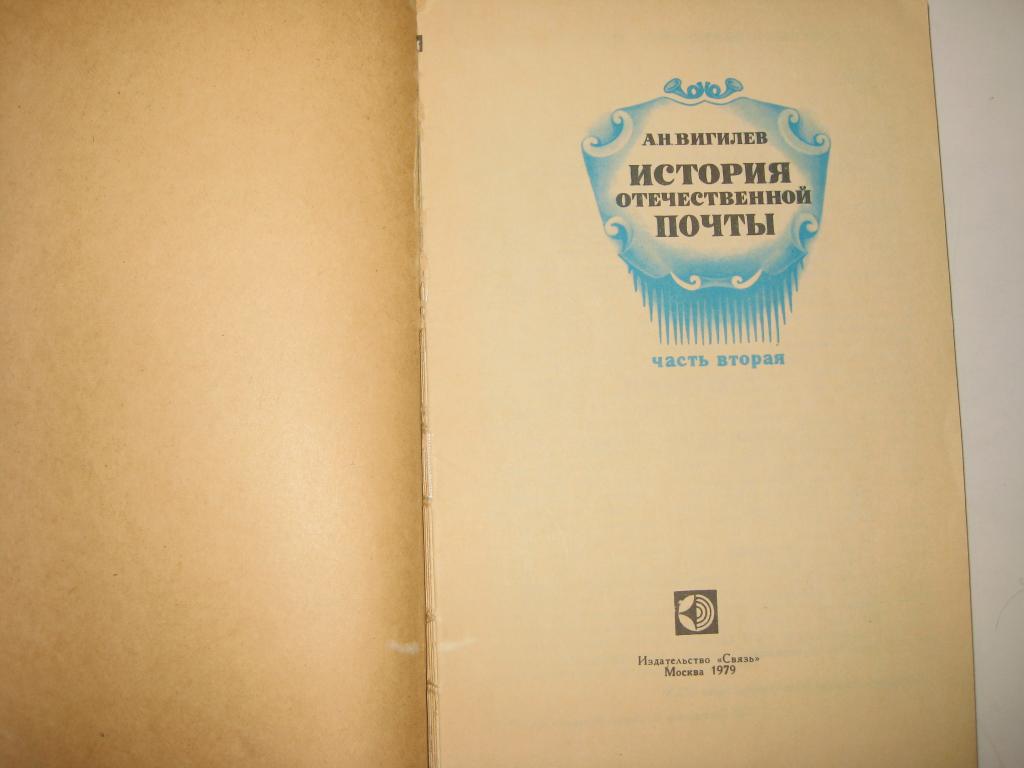 А.Н.ВИГИЛЕВ
ИСТОРИЯ
ОТЕЧЕСТВЕННОЙ
ПОЧТЫ
часть вторая
Издательство «Связь»
Москва 1979